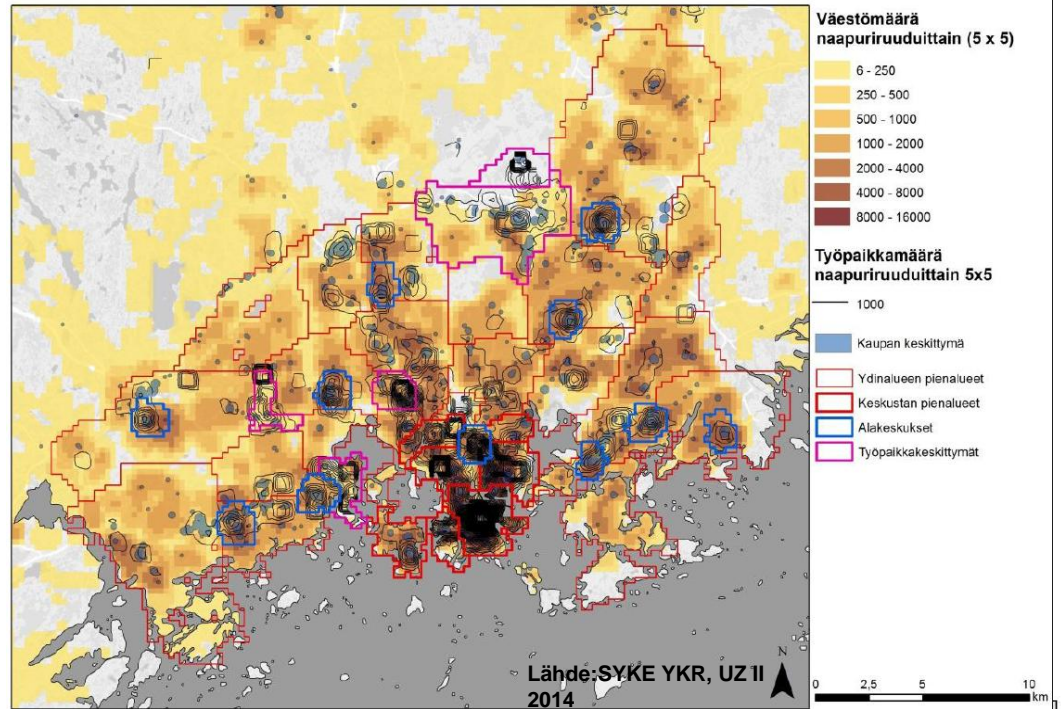 Väestömäärä
naapuriruuduittain (5 x 5)
6 - 250
250 - 500
500 - 1000
1000 - 2000
2000 - 4000
4000 - 8000
8000 - 16000
Työpaikkamäärä
naapuriruuduittain 5x5
1000
Kaupan keskittymä
Ydinalueen pienalueet
Keskustan pienalueet
Alakeskukset
Työpaikkakeskittymät
Lähde:SYKE YKR, UZ II
2014
N
0 2,5 5 10
km